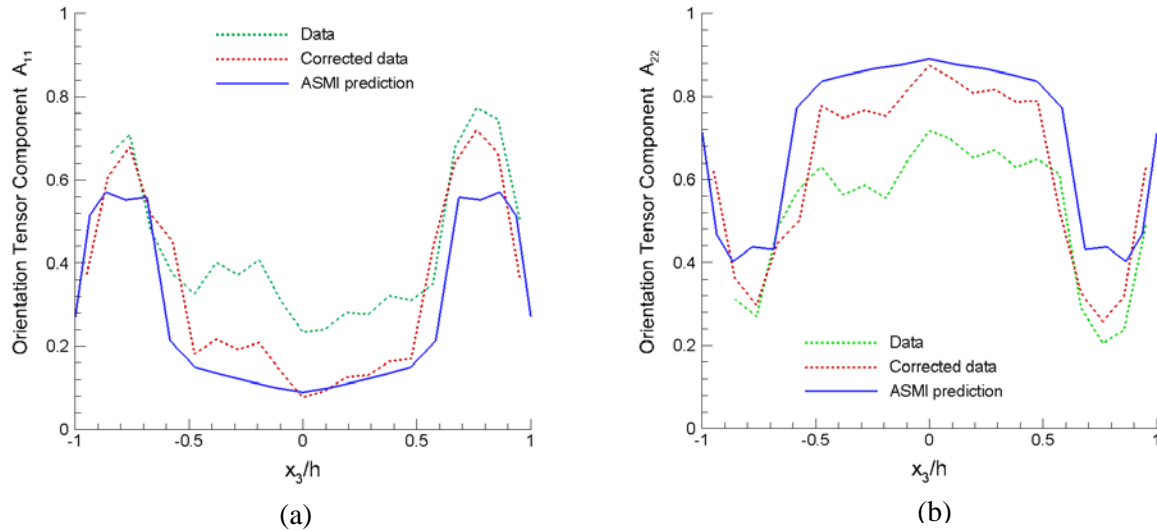 Orientation Tensor Component A11
1
0.8
0.6
0.4
0.2
0
Data
Corrected data
ASMI prediction
-1
-0.5
0
0.5
1
x3/h
(a)
Orientation Tensor Component A22
1
0.8
0.6
0.4
0.2
0
Data
Corrected data
ASMI prediction
-1
-0.5
0
0.5
1
x3/h
(b)